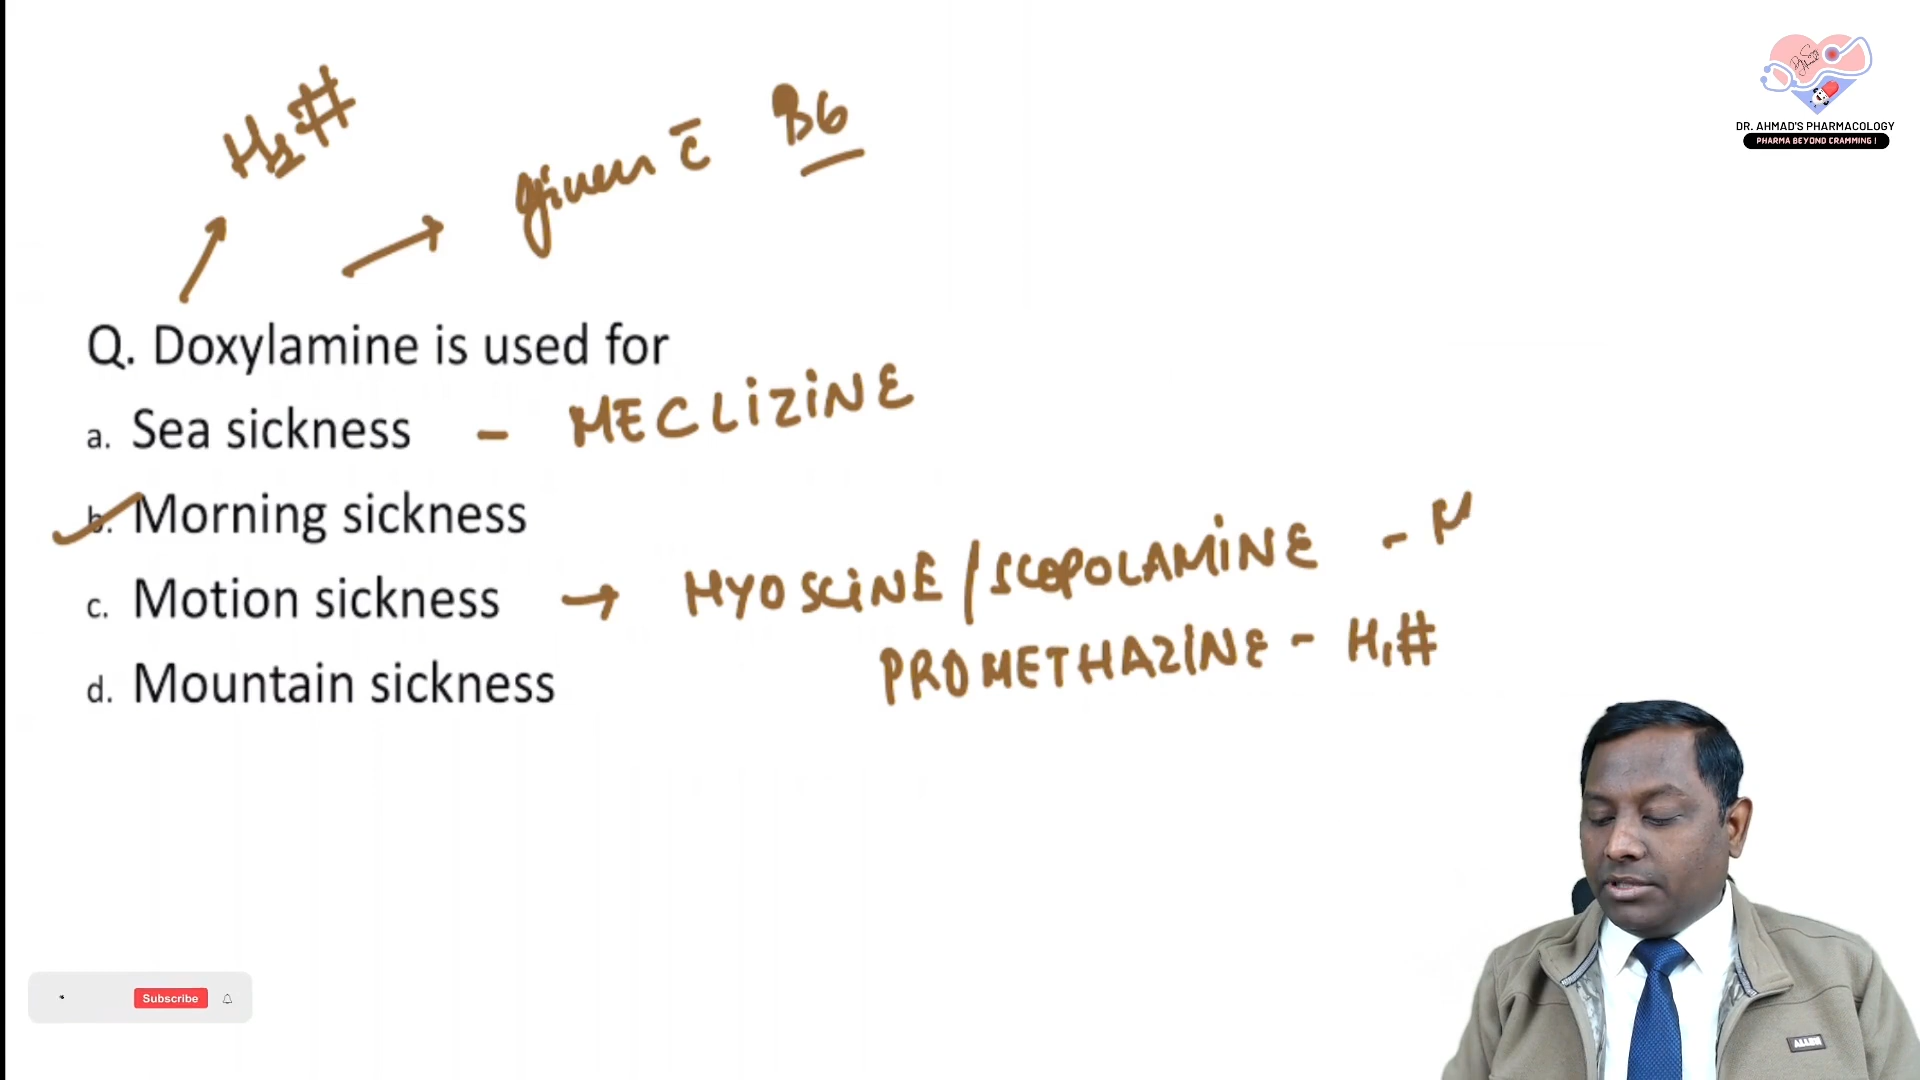 H1#
given c̄ B6
DR. AHMAD'S PHARMACOLOGY
PHARMA BEYOND CRAMMING !
Q. Doxylamine is used for
a. Sea sickness - MECLIZINE
b. Morning sickness
c. Motion sickness → HYOSCINE / SCOPOLAMINE - M
PROMETHAZINE - H1#
d. Mountain sickness
Subscribe
ALLEN